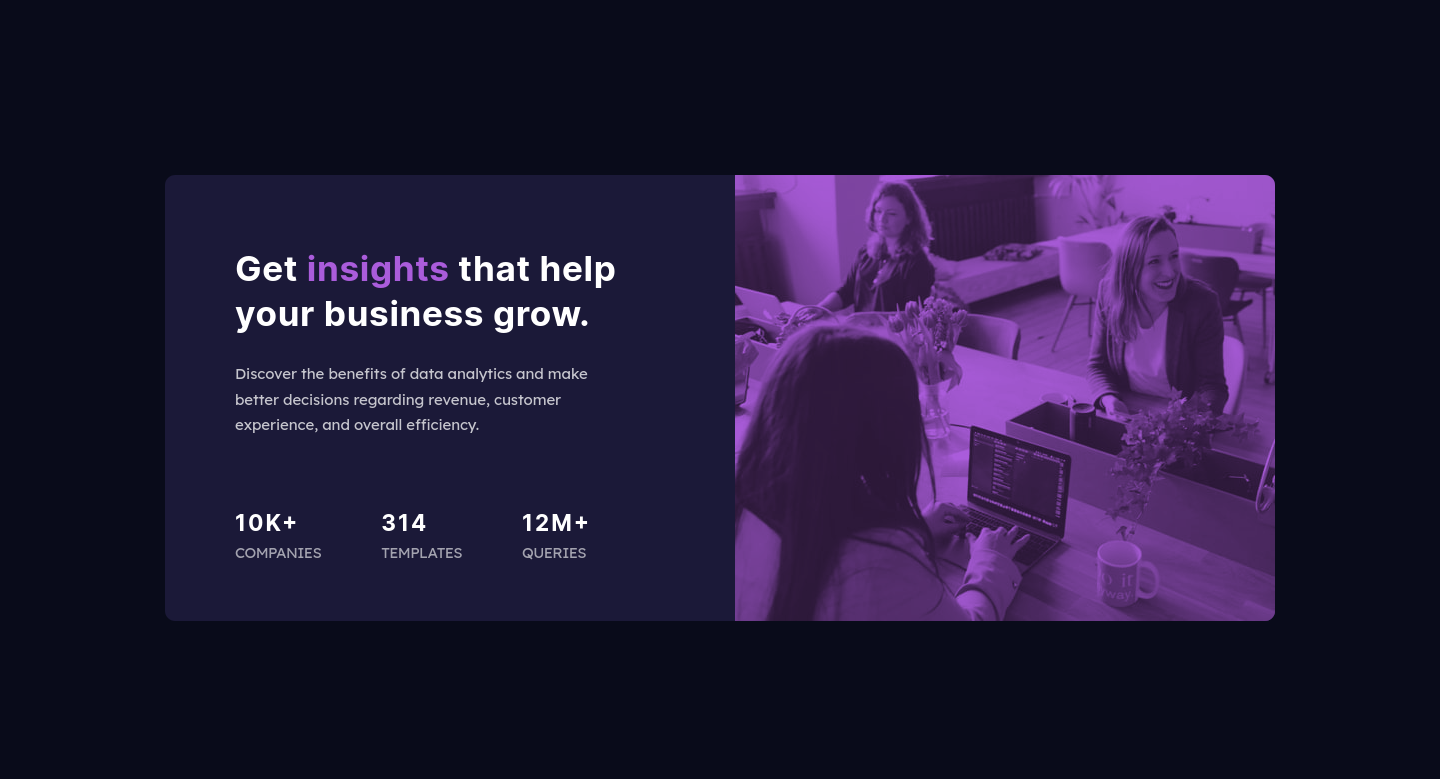 Get insights that help
your business grow.
Discover the benefits of data analytics and make
better decisions regarding revenue, customer
experience, and overall efficiency.
10K+ 314 12M+
COMPANIES TEMPLATES QUERIES